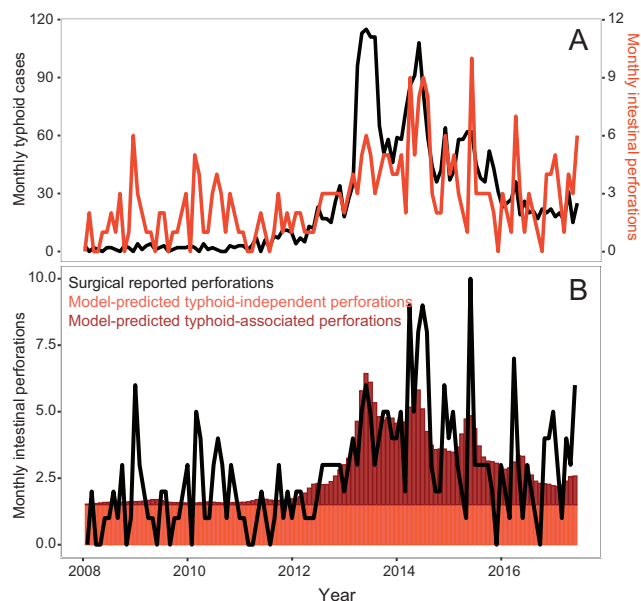 A
Monthly typhoid cases
120
90
60
30
0
12
9
6
3
0
Monthly intestinal perforations
B
Surgical reported perforations
Model-predicted typhoid-independent perforations
Model-predicted typhoid-associated perforations
Monthly intestinal perforations
10.0
7.5
5.0
2.5
0.0
2008 2010 2012 2014 2016
Year